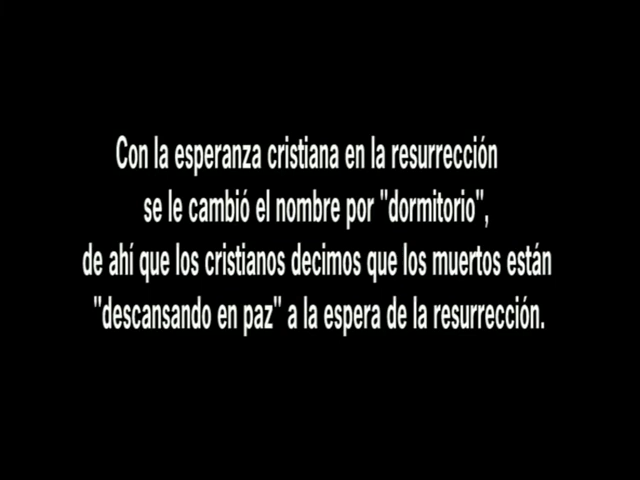 Con la esperanza cristiana en la resurrección
se le cambió el nombre por "dormitorio",
de ahí que los cristianos decimos que los muertos están
"descansando en paz" a la espera de la resurrección.